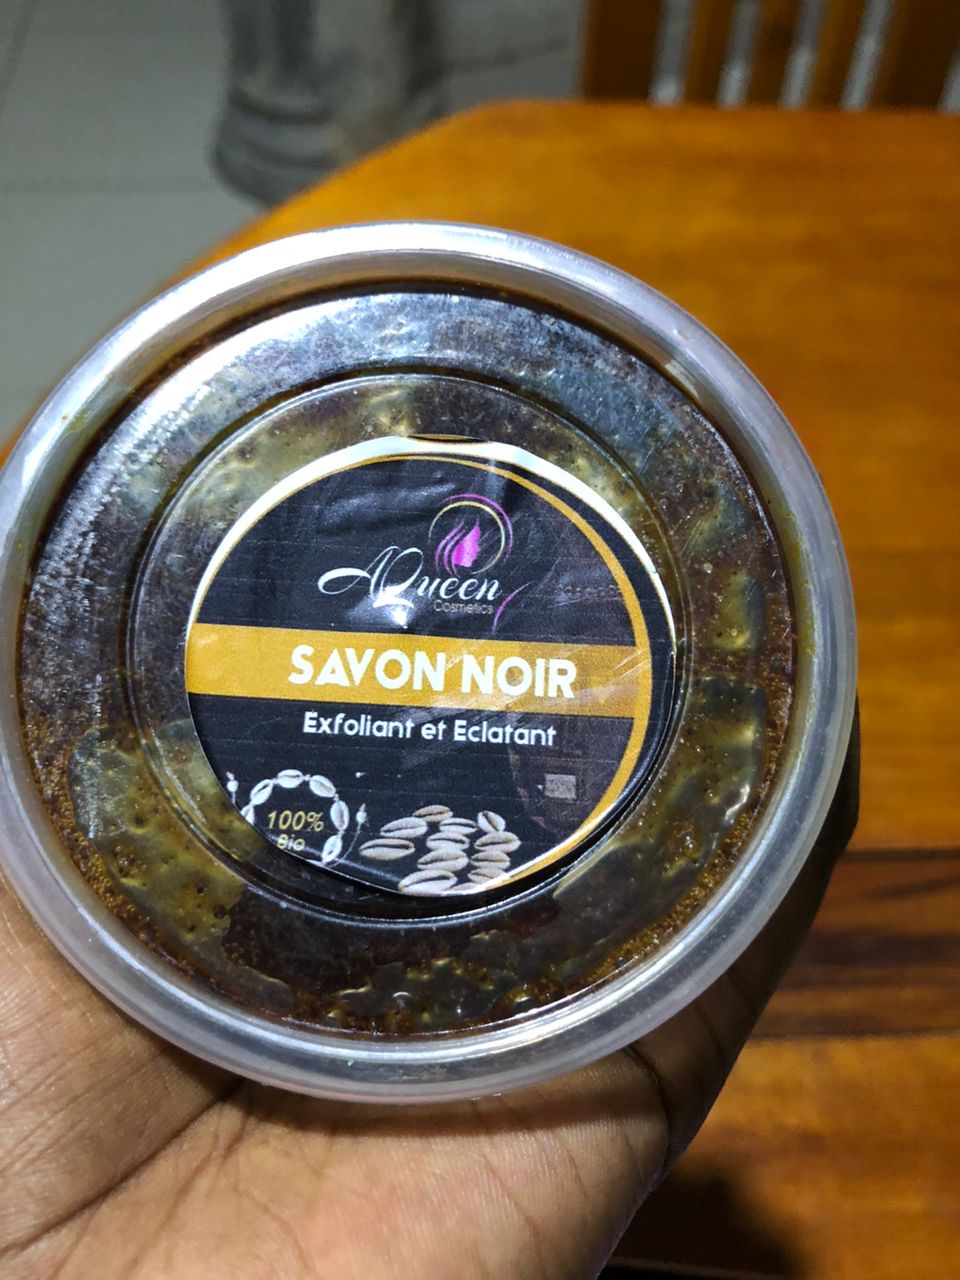 AQueen
Cosmetics
SAVON NOIR
Exfoliant et Eclatant
100%
Bio